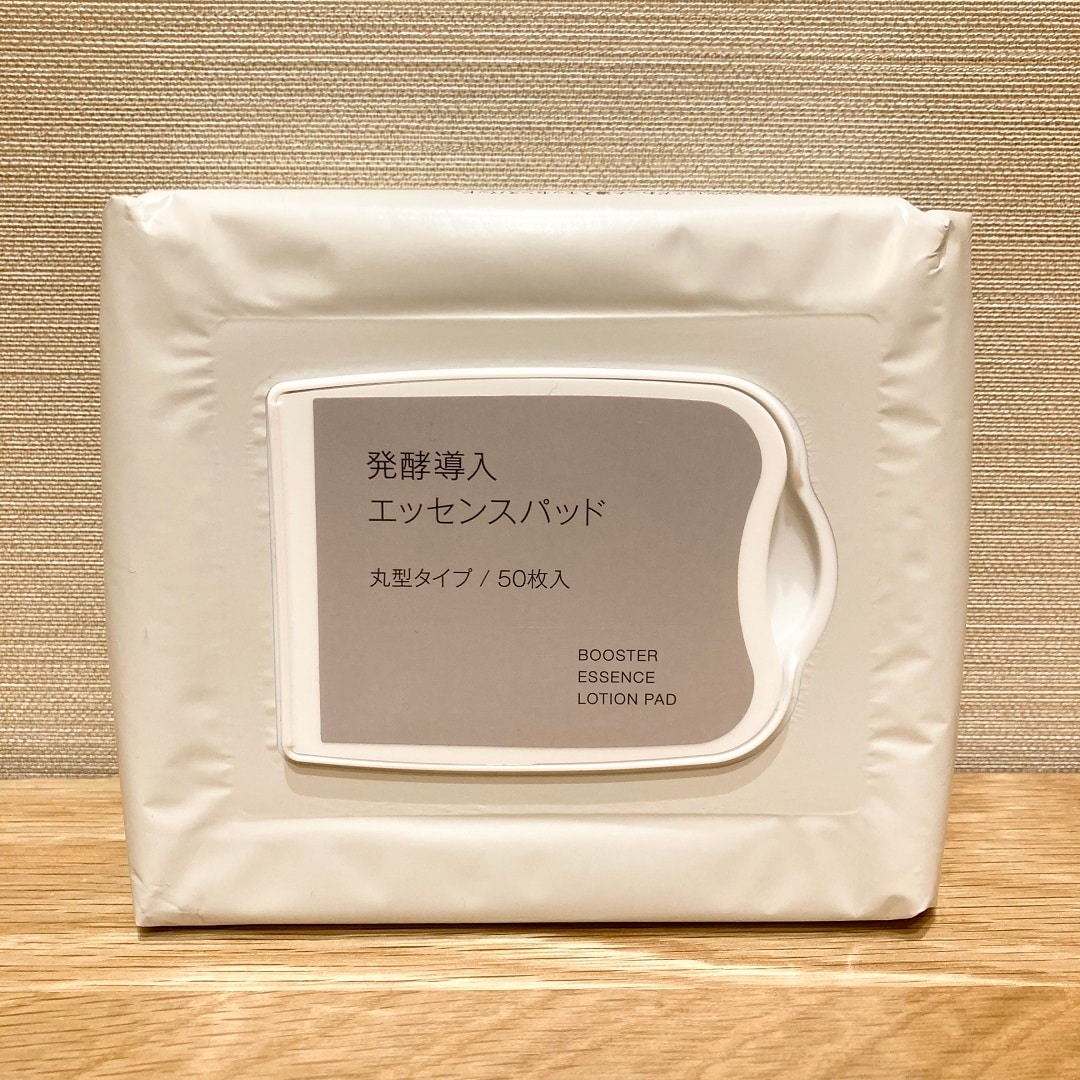 発酵導入
エッセンスパッド
丸型タイプ / 50枚入
BOOSTER
ESSENCE
LOTION PAD